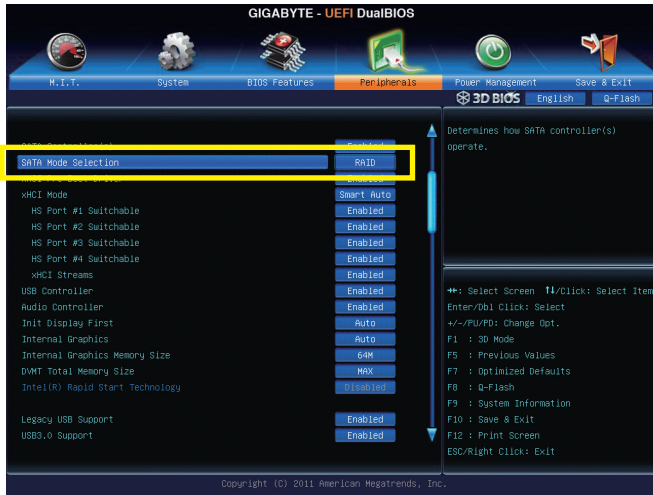 GIGABYTE - UEFI DualBIOS
M.I.T. System BIOS Features Peripherals Power Management Save & Exit
3D BIOS English Q-Flash
SATA Mode Selection RAID
xHCI Mode Smart Auto
HS Port #1 Switchable Enabled
HS Port #2 Switchable Enabled
HS Port #3 Switchable Enabled
HS Port #4 Switchable Enabled
xHCI Streams Enabled
USB Controller Enabled
Audio Controller Enabled
Init Display First Auto
Internal Graphics Auto
Internal Graphics Memory Size 64M
DVMT Total Memory Size MAX
Intel(R) Rapid Start Technology Disabled
Legacy USB Support Enabled
USB3.0 Support Enabled
Determines how SATA controller(s)
operate.
→←: Select Screen ↑↓/Click: Select Item
Enter/Dbl Click: Select
+/-/PU/PD: Change Opt.
F1 : 3D Mode
F5 : Previous Values
F7 : Optimized Defaults
F8 : Q-Flash
F9 : System Information
F10 : Save & Exit
F12 : Print Screen
ESC/Right Click: Exit
Copyright (C) 2011 American Megatrends, Inc.